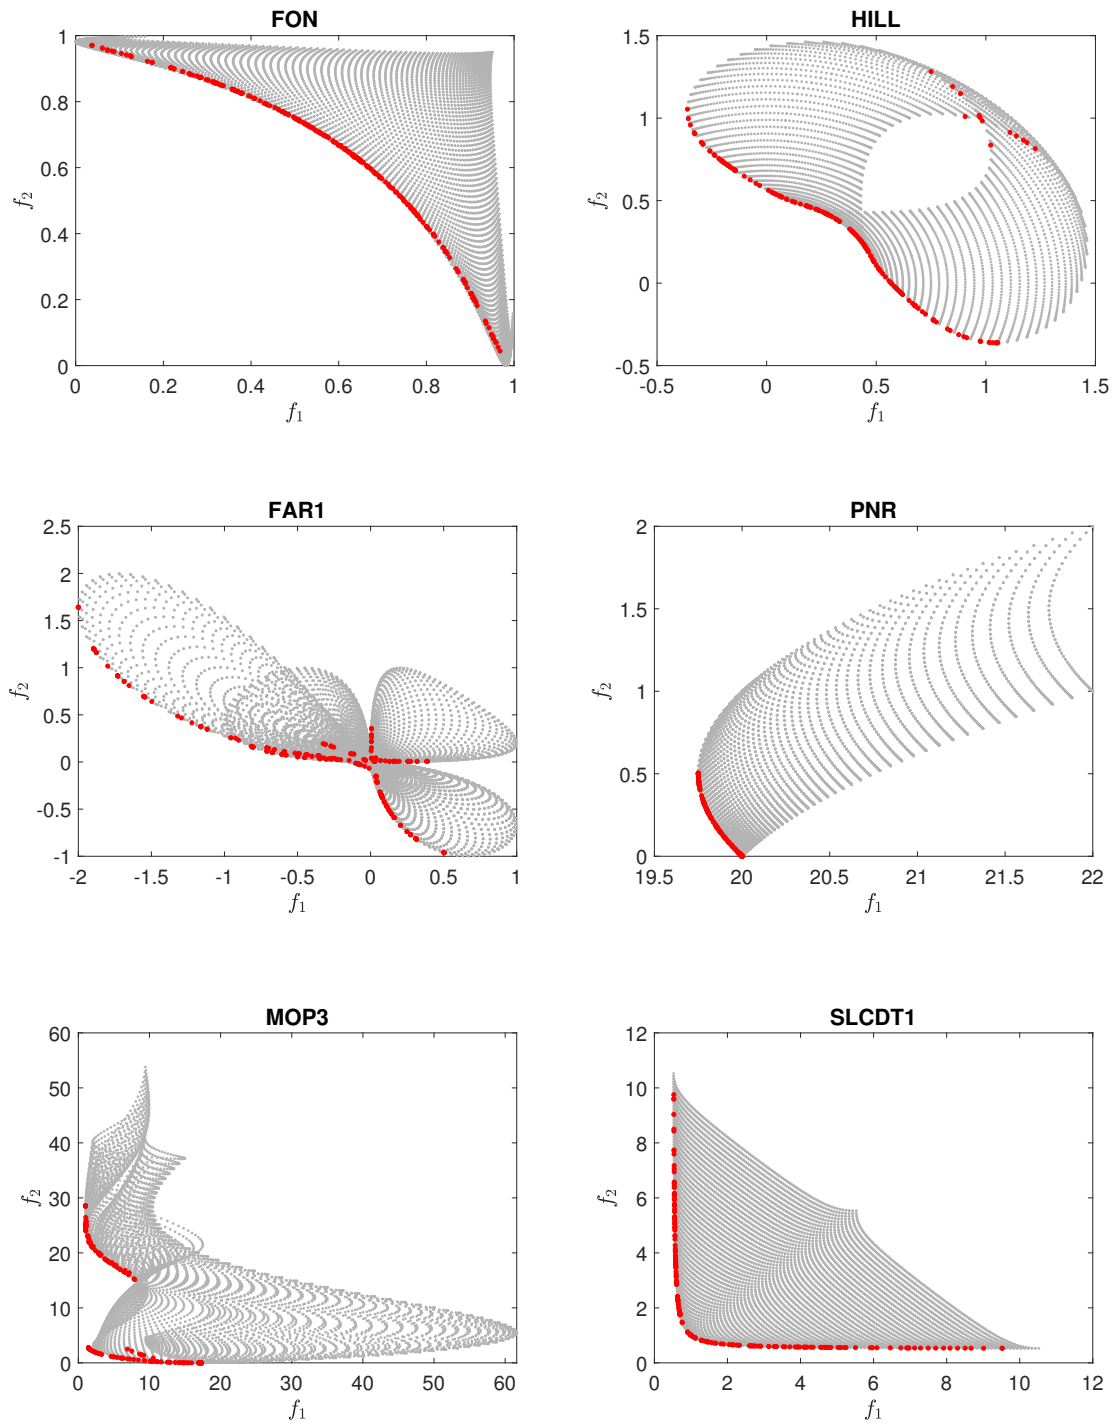 FON
1
0.8
0.6
0.4
0.2
0
f₂
0 0.2 0.4 0.6 0.8 1
f₁
HILL
1.5
1
0.5
0
-0.5
f₂
-0.5 0 0.5 1 1.5
f₁
FAR1
2.5
2
1.5
1
0.5
0
-0.5
-1
f₂
-2 -1.5 -1 -0.5 0 0.5 1
f₁
PNR
2
1.5
1
0.5
0
f₂
19.5 20 20.5 21 21.5 22
f₁
MOP3
60
50
40
30
20
10
0
f₂
0 10 20 30 40 50 60
f₁
SLCDT1
12
10
8
6
4
2
0
f₂
0 2 4 6 8 10 12
f₁